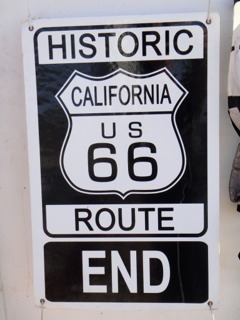 HISTORIC
CALIFORNIA
US
66
ROUTE
END